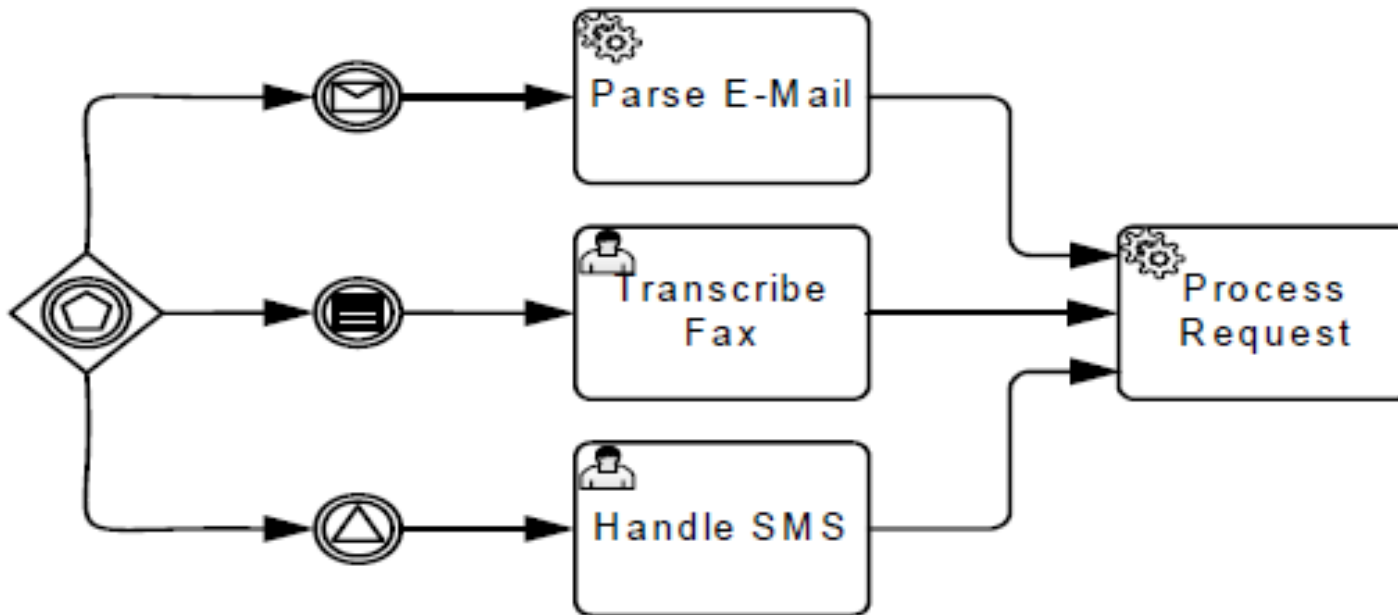 Parse E-Mail
Transcribe
Fax
Process
Request
Handle SMS